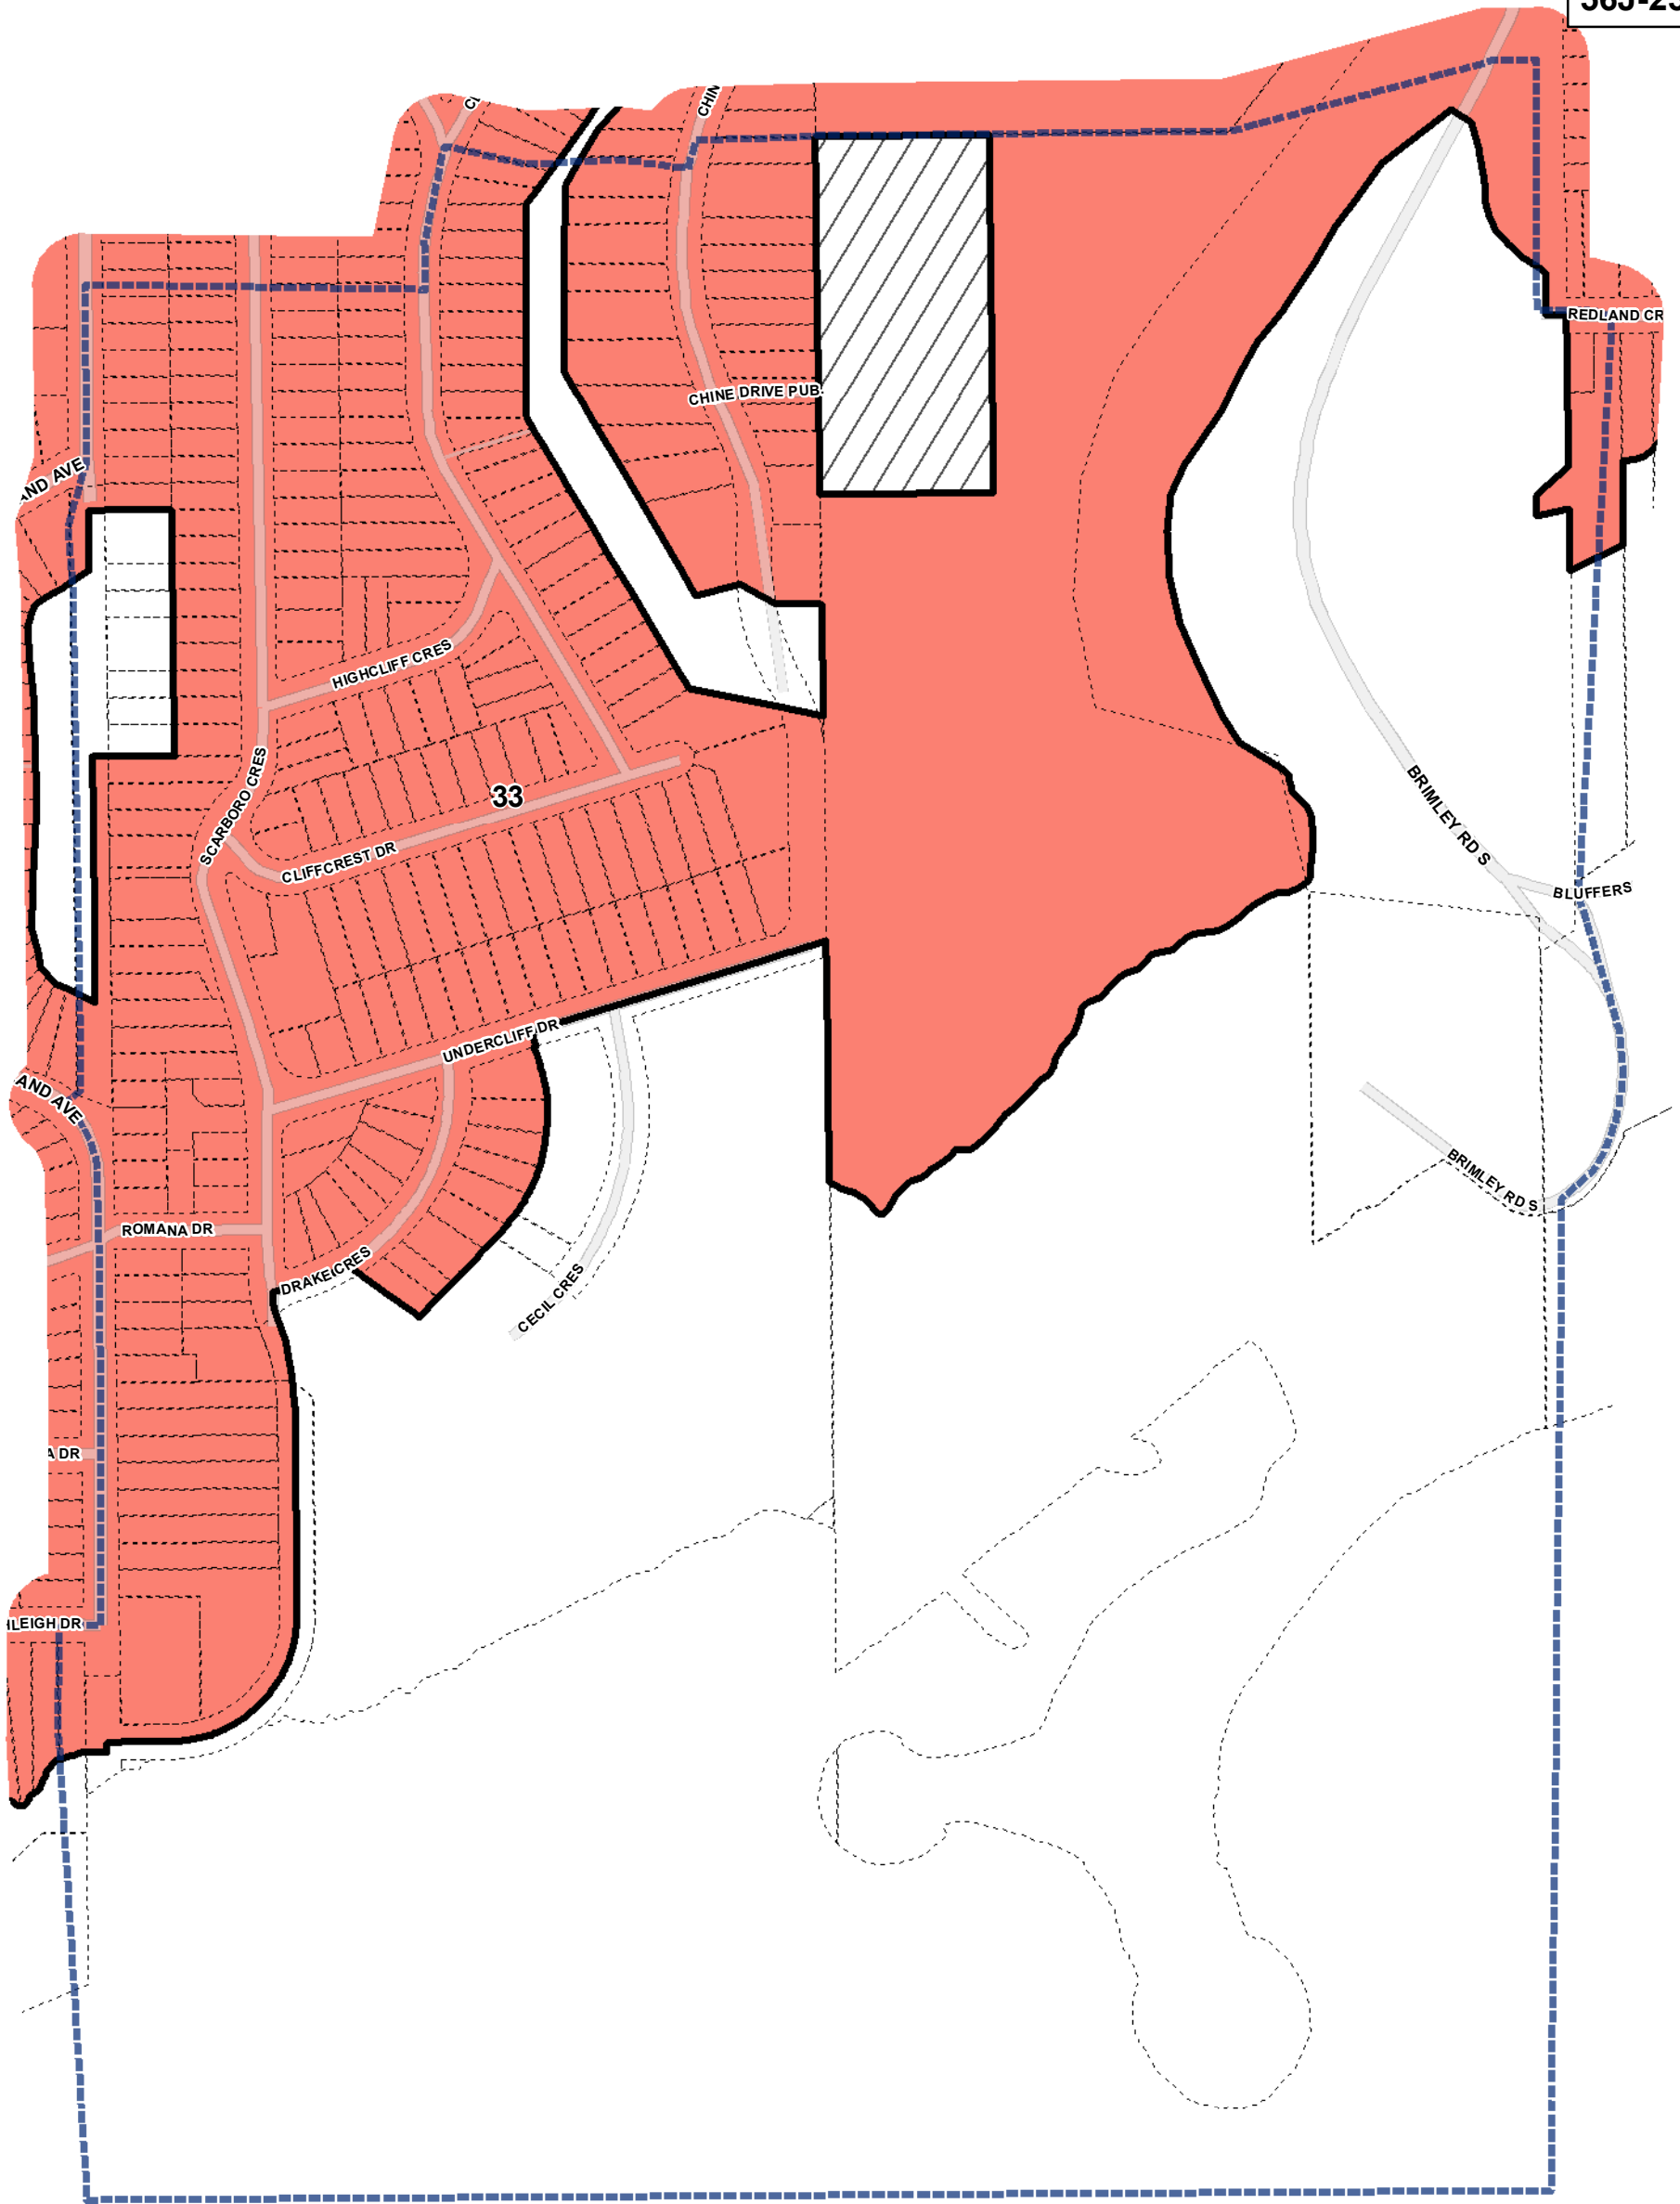 CHIN
REDLAND CR
CHINE DRIVE PUB.
AND AVE
HIGHCLIFF CRES
SCARBORO CRES
33
BRIMLEY RD S
CLIFFCREST DR
BLUFFERS
UNDERCLIFF DR
AND AVE
BRIMLEY RD S
ROMANA DR
DRAKE CRES
CECIL CRES
A DR
LEIGH DR